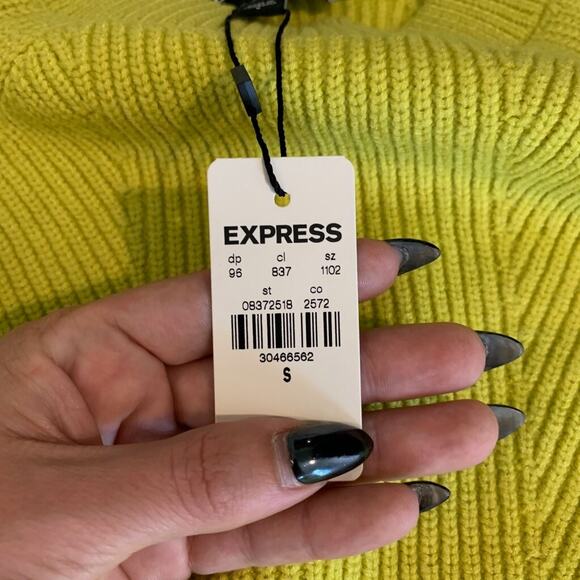 EXPRESS
dp cl sz
96 837 1102
st co
08372518 2572
30466562
S